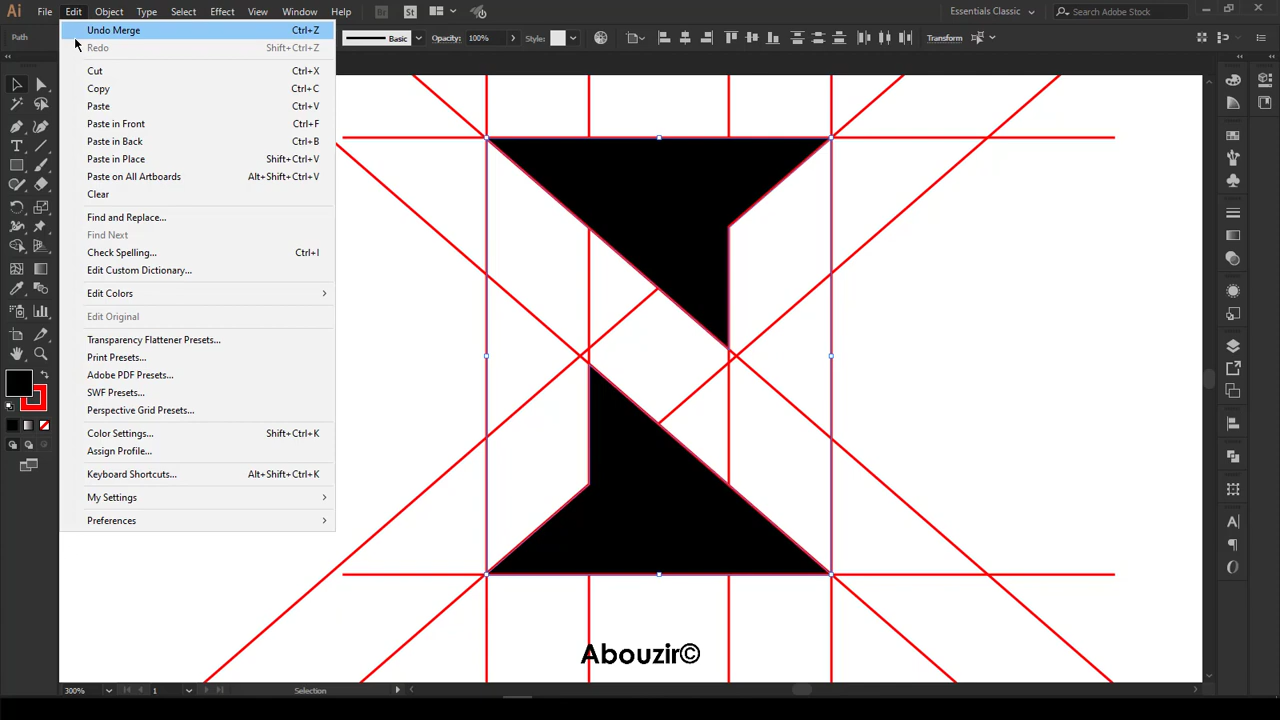 Ai File Edit Object Type Select Effect View Window Help Br St Essentials Classic Search Adobe Stock
Path Basic Opacity: 100% Style: Transform
Undo Merge Ctrl+Z
Redo Shift+Ctrl+Z
Cut Ctrl+X
Copy Ctrl+C
Paste Ctrl+V
Paste in Front Ctrl+F
Paste in Back Ctrl+B
Paste in Place Shift+Ctrl+V
Paste on All Artboards Alt+Shift+Ctrl+V
Clear
Find and Replace...
Find Next
Check Spelling... Ctrl+I
Edit Custom Dictionary...
Edit Colors
Edit Original
Transparency Flattener Presets...
Print Presets...
Adobe PDF Presets...
SWF Presets...
Perspective Grid Presets...
Color Settings... Shift+Ctrl+K
Assign Profile...
Keyboard Shortcuts... Alt+Shift+Ctrl+K
My Settings
Preferences
Abouzir©
300% 1 Selection